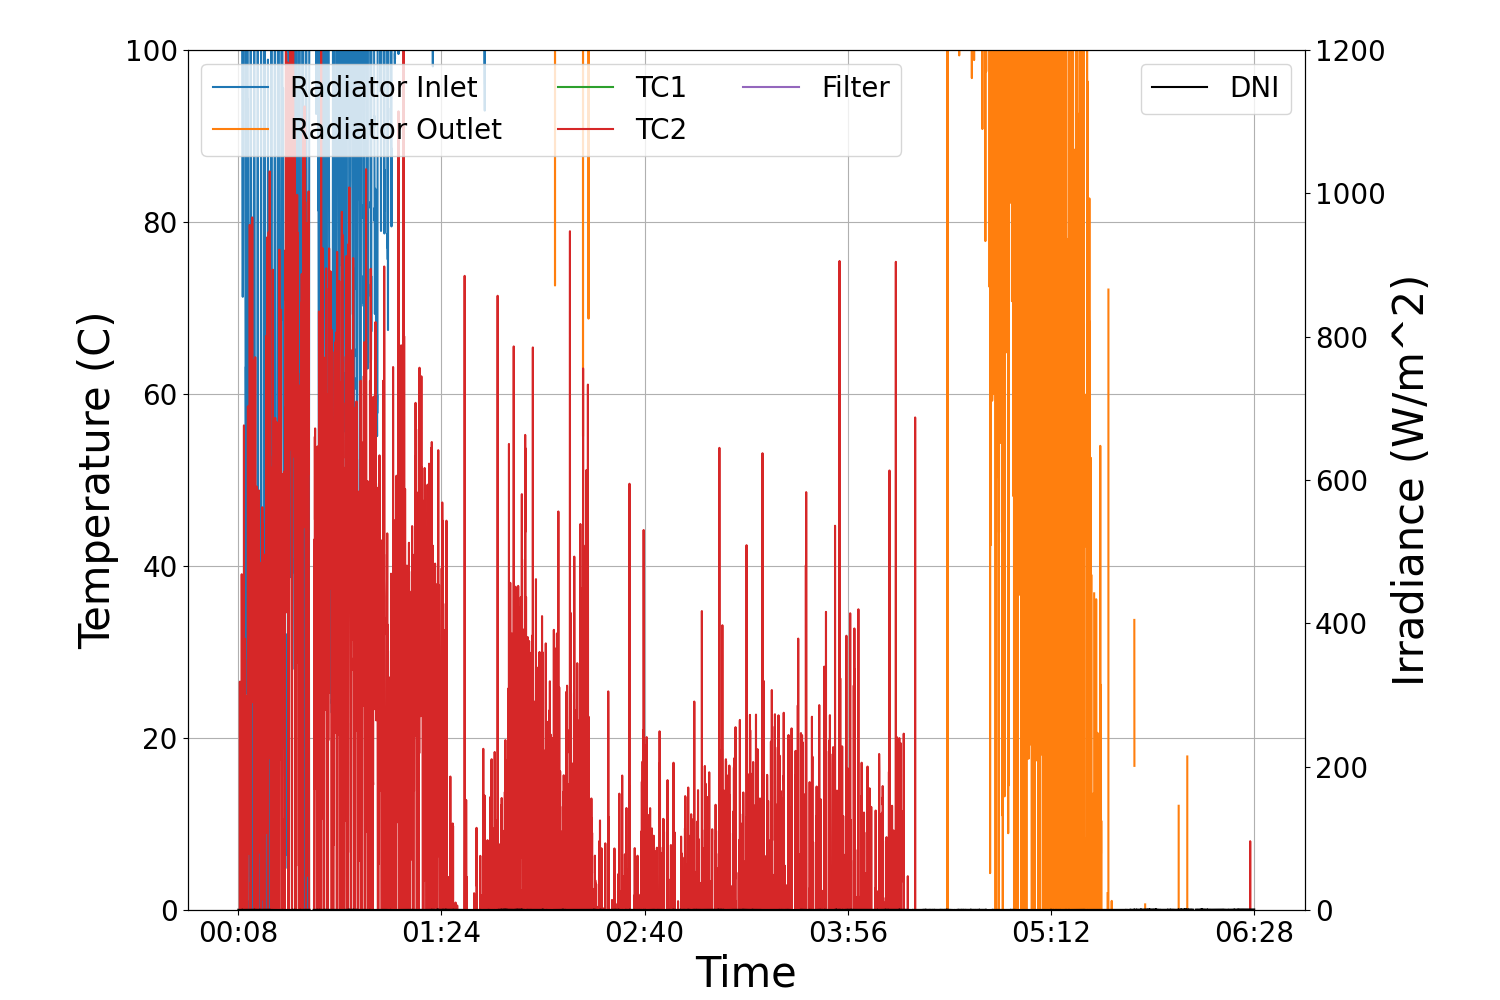 100
80
60
40
20
0
Temperature (C)
Radiator Inlet
Radiator Outlet
TC1
TC2
Filter
DNI
1200
1000
800
600
400
200
0
Irradiance (W/m^2)
00:08
01:24
02:40
03:56
05:12
06:28
Time